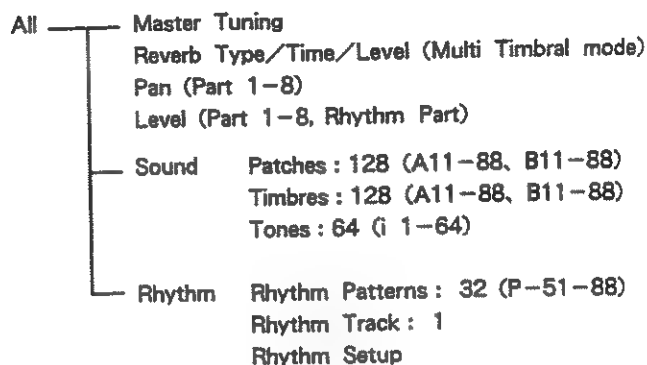 All Master Tuning
Reverb Type/Time/Level (Multi Timbral mode)
Pan (Part 1-8)
Level (Part 1-8, Rhythm Part)
Sound Patches : 128 (A11-88、B11-88)
Timbres : 128 (A11-88、B11-88)
Tones : 64 (i 1-64)
Rhythm Rhythm Patterns : 32 (P-51-88)
Rhythm Track : 1
Rhythm Setup